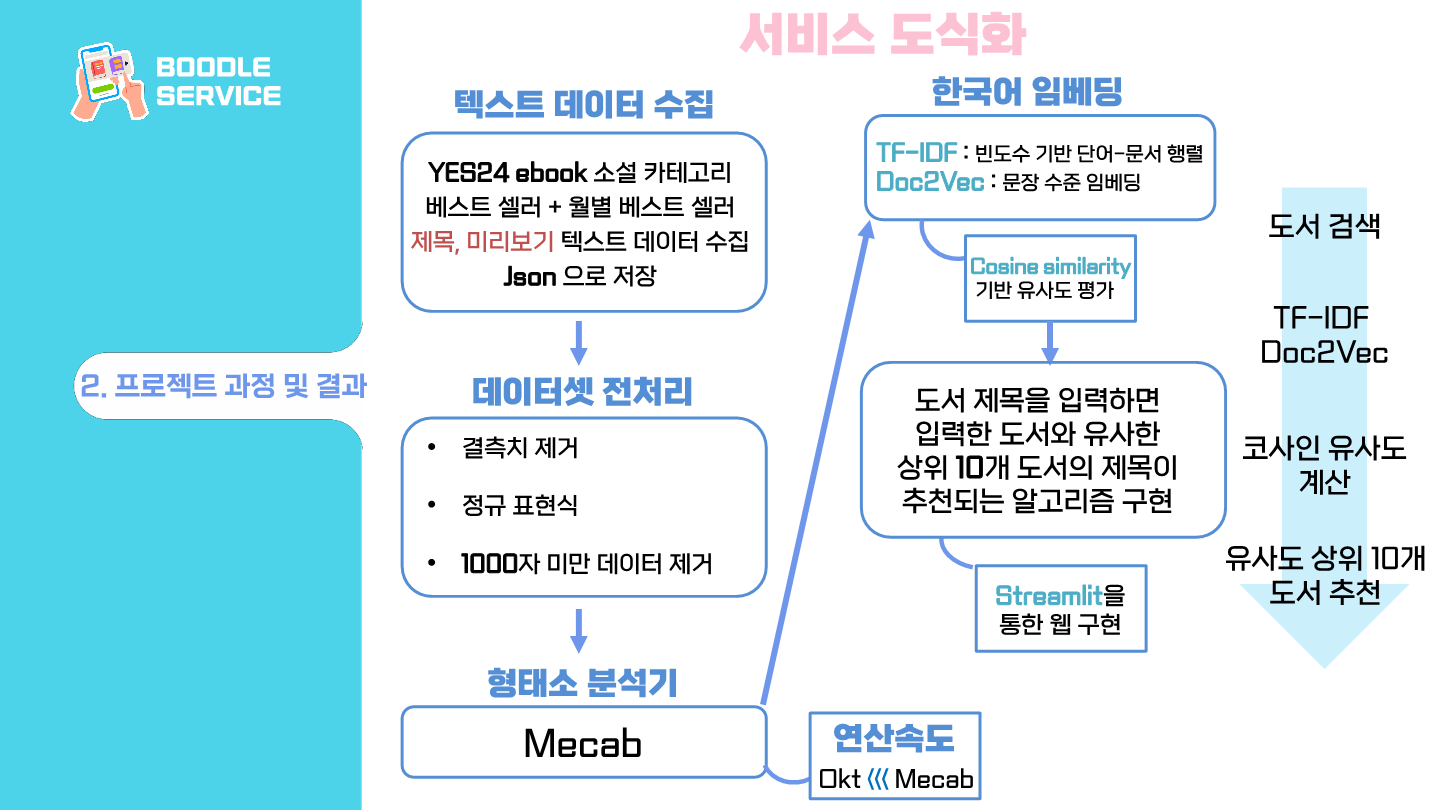 서비스 도식화
BOODLE
SERVICE
2. 프로젝트 과정 및 결과
텍스트 데이터 수집
YES24 ebook 소설 카테고리
베스트 셀러 + 월별 베스트 셀러
제목, 미리보기 텍스트 데이터 수집
Json 으로 저장
데이터셋 전처리
• 결측치 제거
• 정규 표현식
• 1000자 미만 데이터 제거
형태소 분석기
Mecab
연산속도
Okt 《〈 Mecab
한국어 임베딩
TF-IDF : 빈도수 기반 단어-문서 행렬
Doc2Vec : 문장 수준 임베딩
Cosine similarity
기반 유사도 평가
도서 제목을 입력하면
입력한 도서와 유사한
상위 10개 도서의 제목이
추천되는 알고리즘 구현
Streamlit을
통한 웹 구현
도서 검색
TF-IDF
Doc2Vec
코사인 유사도
계산
유사도 상위 10개
도서 추천